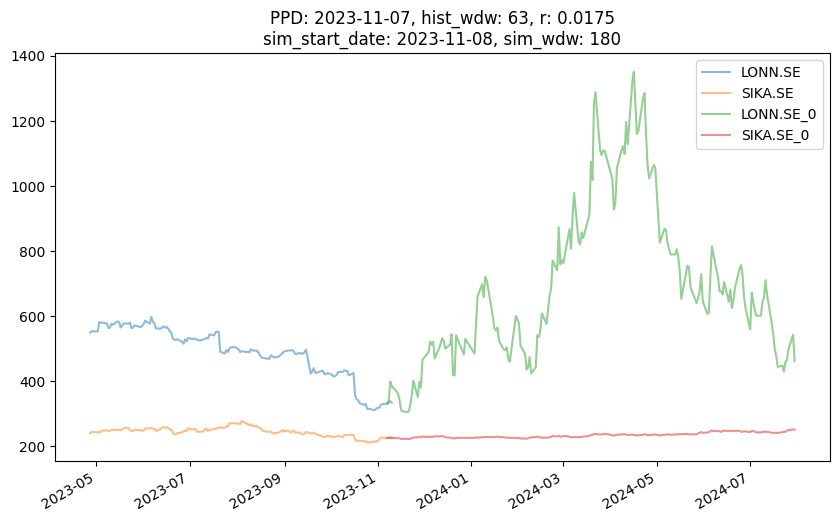 PPD: 2023-11-07, hist_wdw: 63, r: 0.0175
sim_start_date: 2023-11-08, sim_wdw: 180
1400
1200
1000
800
600
400
200
LONN.SE
SIKA.SE
LONN.SE_0
SIKA.SE_0
2023-05
2023-07
2023-09
2023-11
2024-01
2024-03
2024-05
2024-07